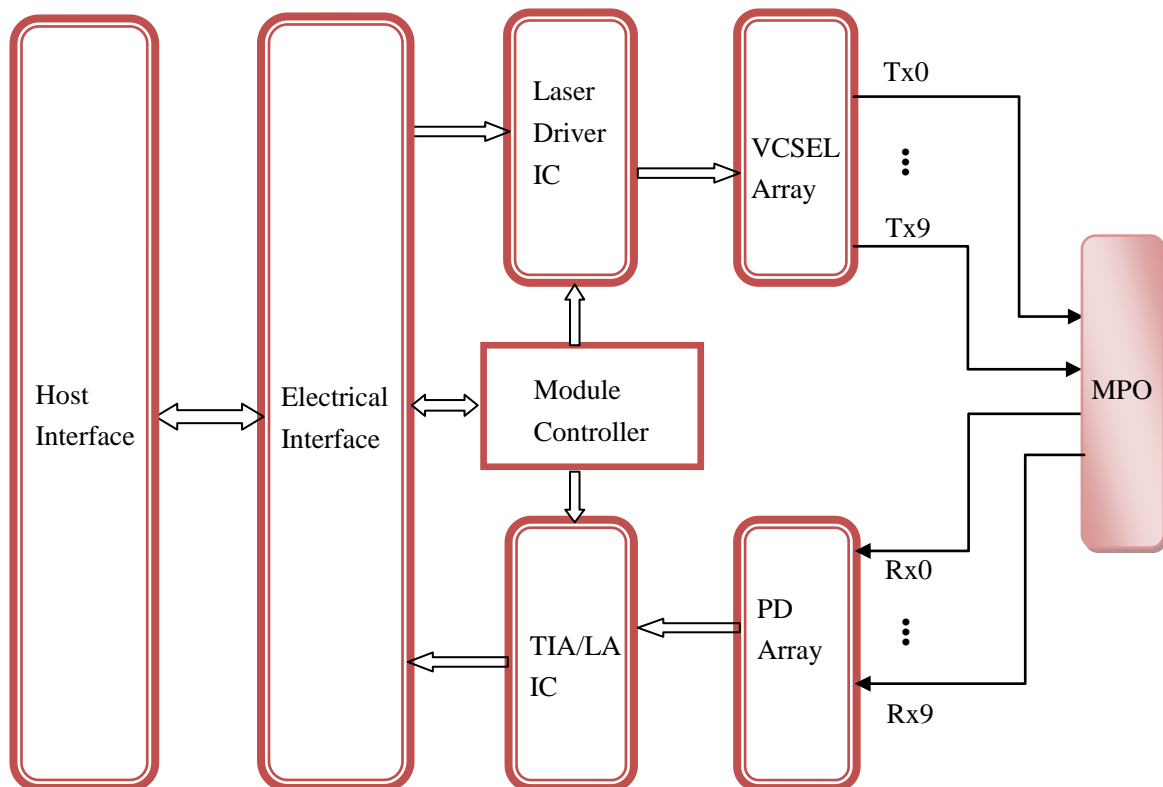 Host
Interface
Electrical
Interface
Laser
Driver
IC
VCSEL
Array
Tx0
Tx9
Module
Controller
MPO
TIA/LA
IC
PD
Array
Rx0
Rx9